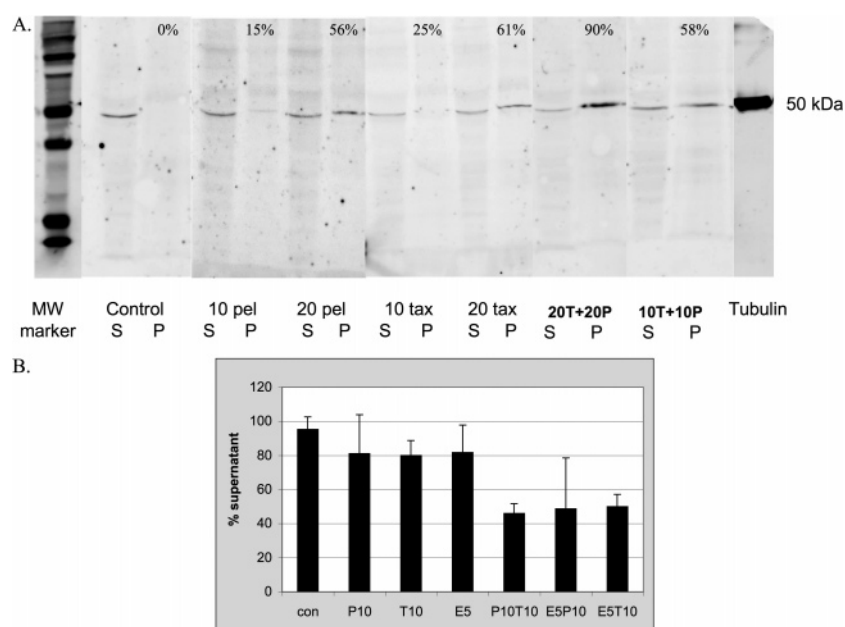 A.
0% 15% 56% 25% 61% 90% 58%
50 kDa
MW marker Control 10 pel 20 pel 10 tax 20 tax 20T+20P 10T+10P Tubulin
S P S P S P S P S P S P S P
B.
120
100
80
60
40
20
0
% supernatant
con P10 T10 E5 P10T10 E5P10 E5T10